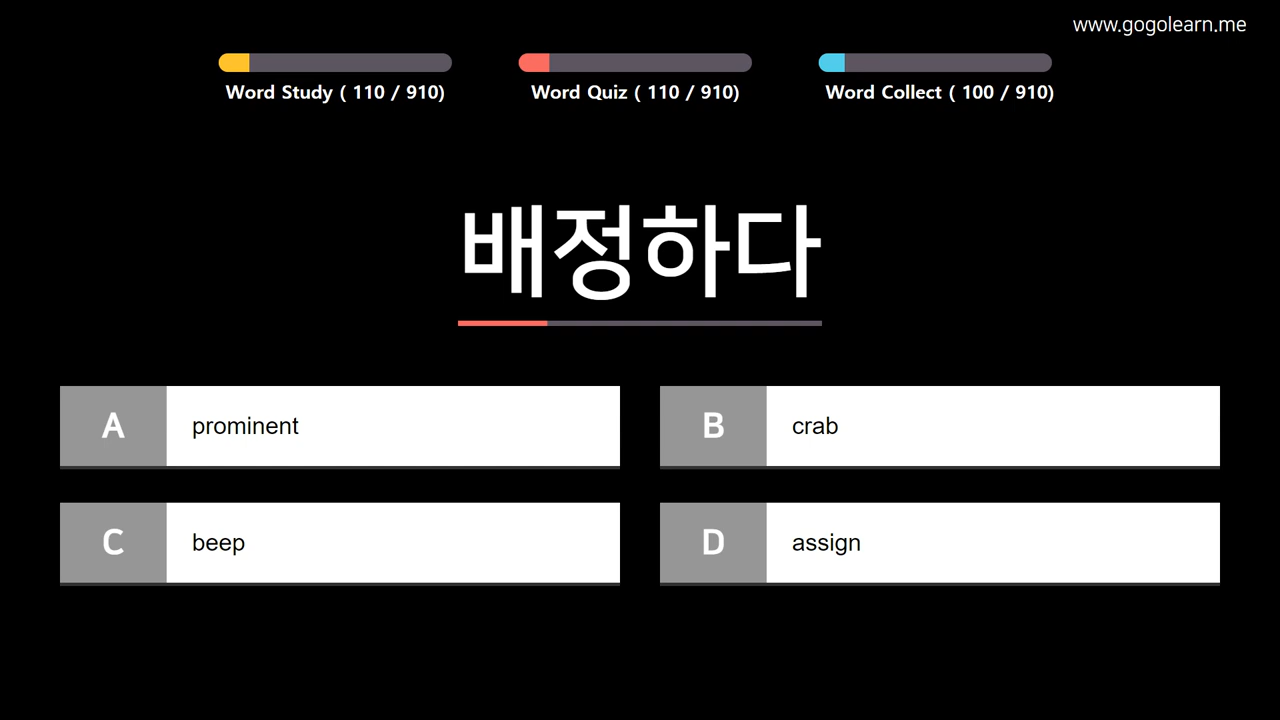 www.gogolearn.me
Word Study ( 110 / 910)
Word Quiz ( 110 / 910)
Word Collect ( 100 / 910)
배정하다
A prominent
B crab
C beep
D assign